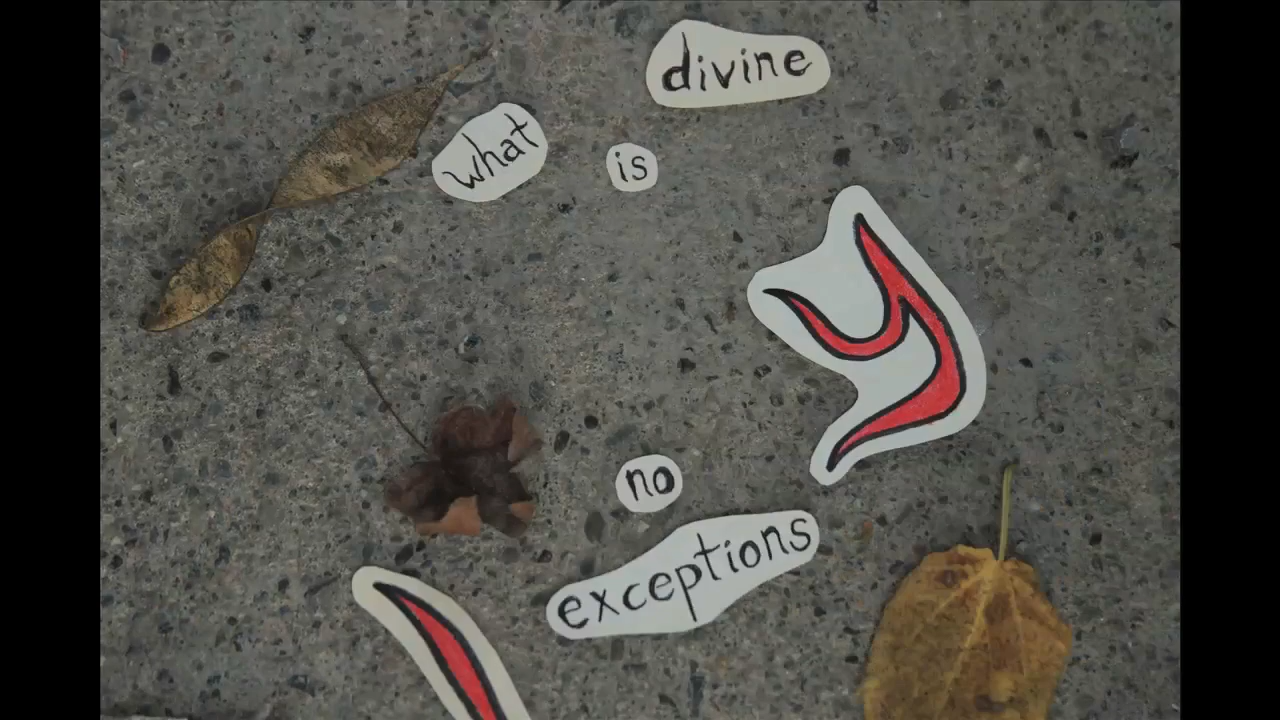 divine
what is
no
exceptions